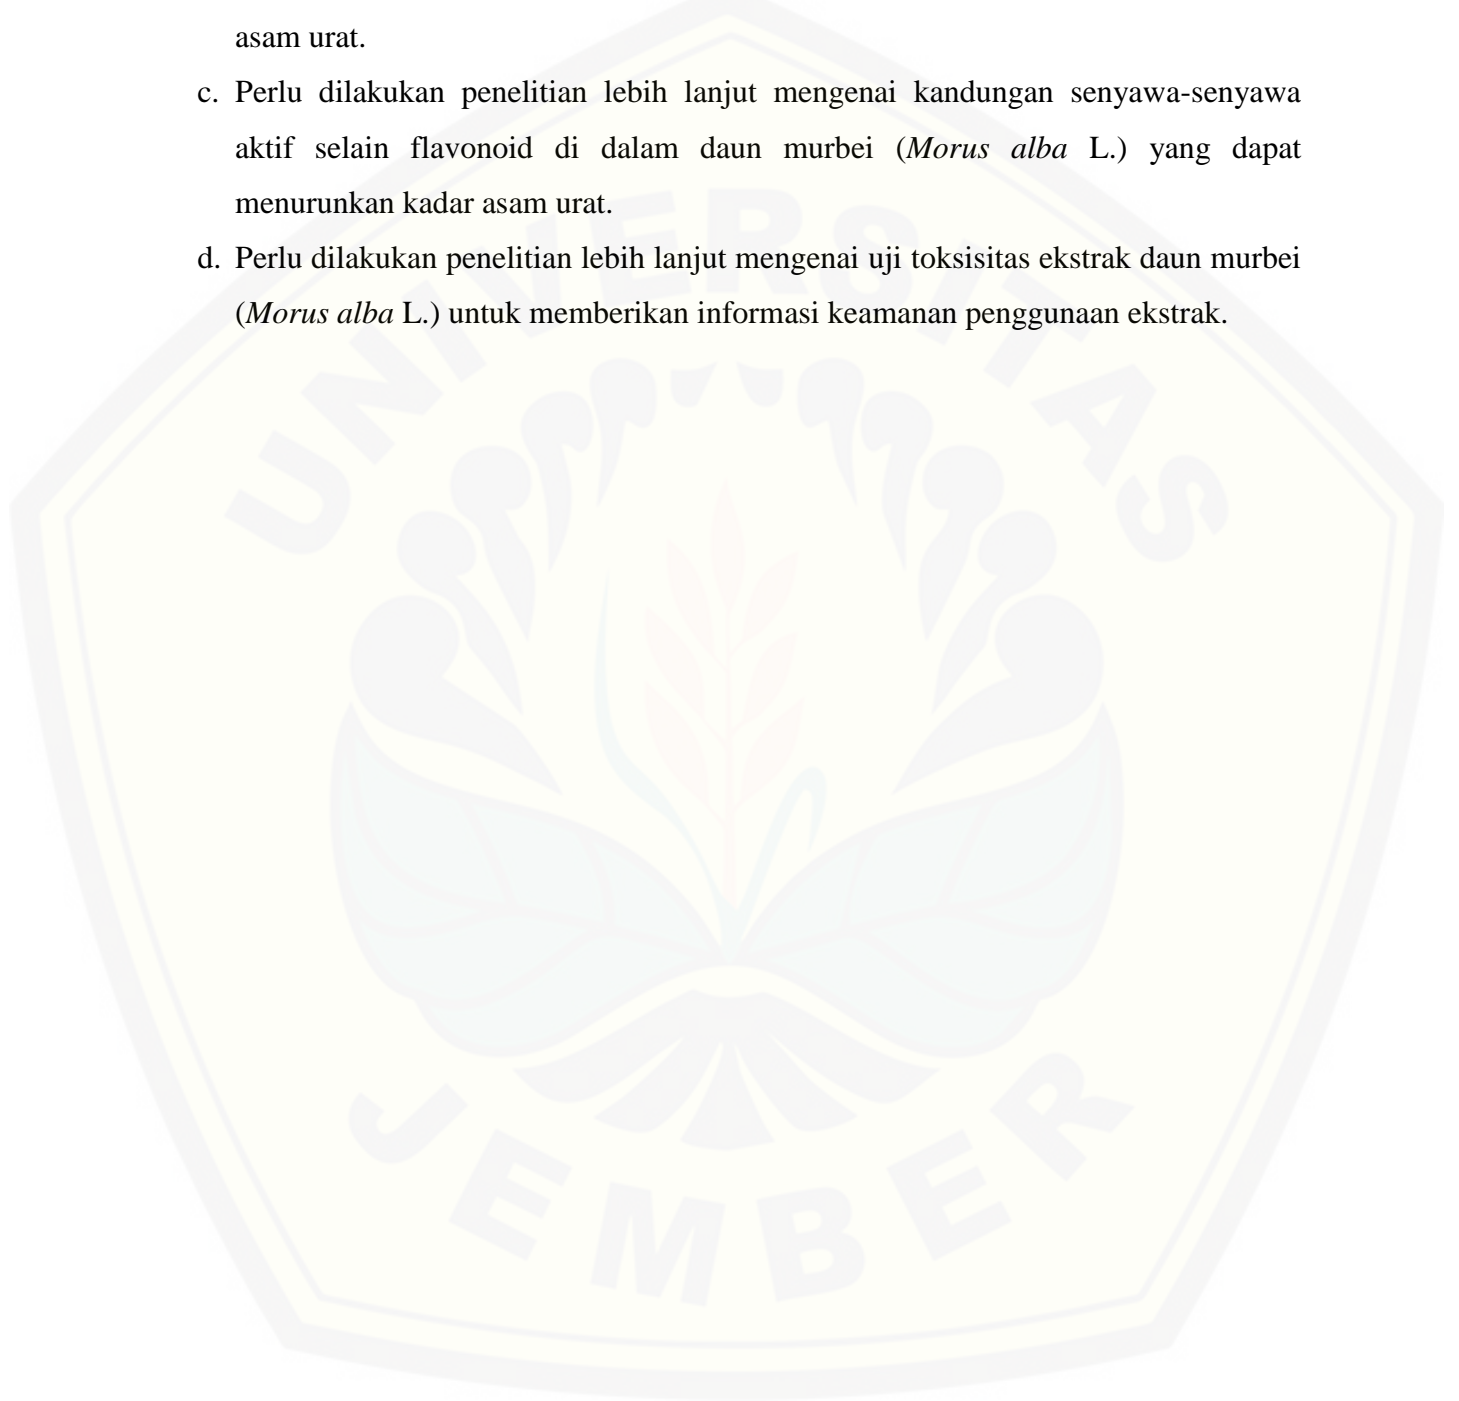 asam urat.
c. Perlu dilakukan penelitian lebih lanjut mengenai kandungan senyawa-senyawa
aktif selain flavonoid di dalam daun murbei (Morus alba L.) yang dapat
menurunkan kadar asam urat.
d. Perlu dilakukan penelitian lebih lanjut mengenai uji toksisitas ekstrak daun murbei
(Morus alba L.) untuk memberikan informasi keamanan penggunaan ekstrak.
UNIVERSITAS
JEMBER